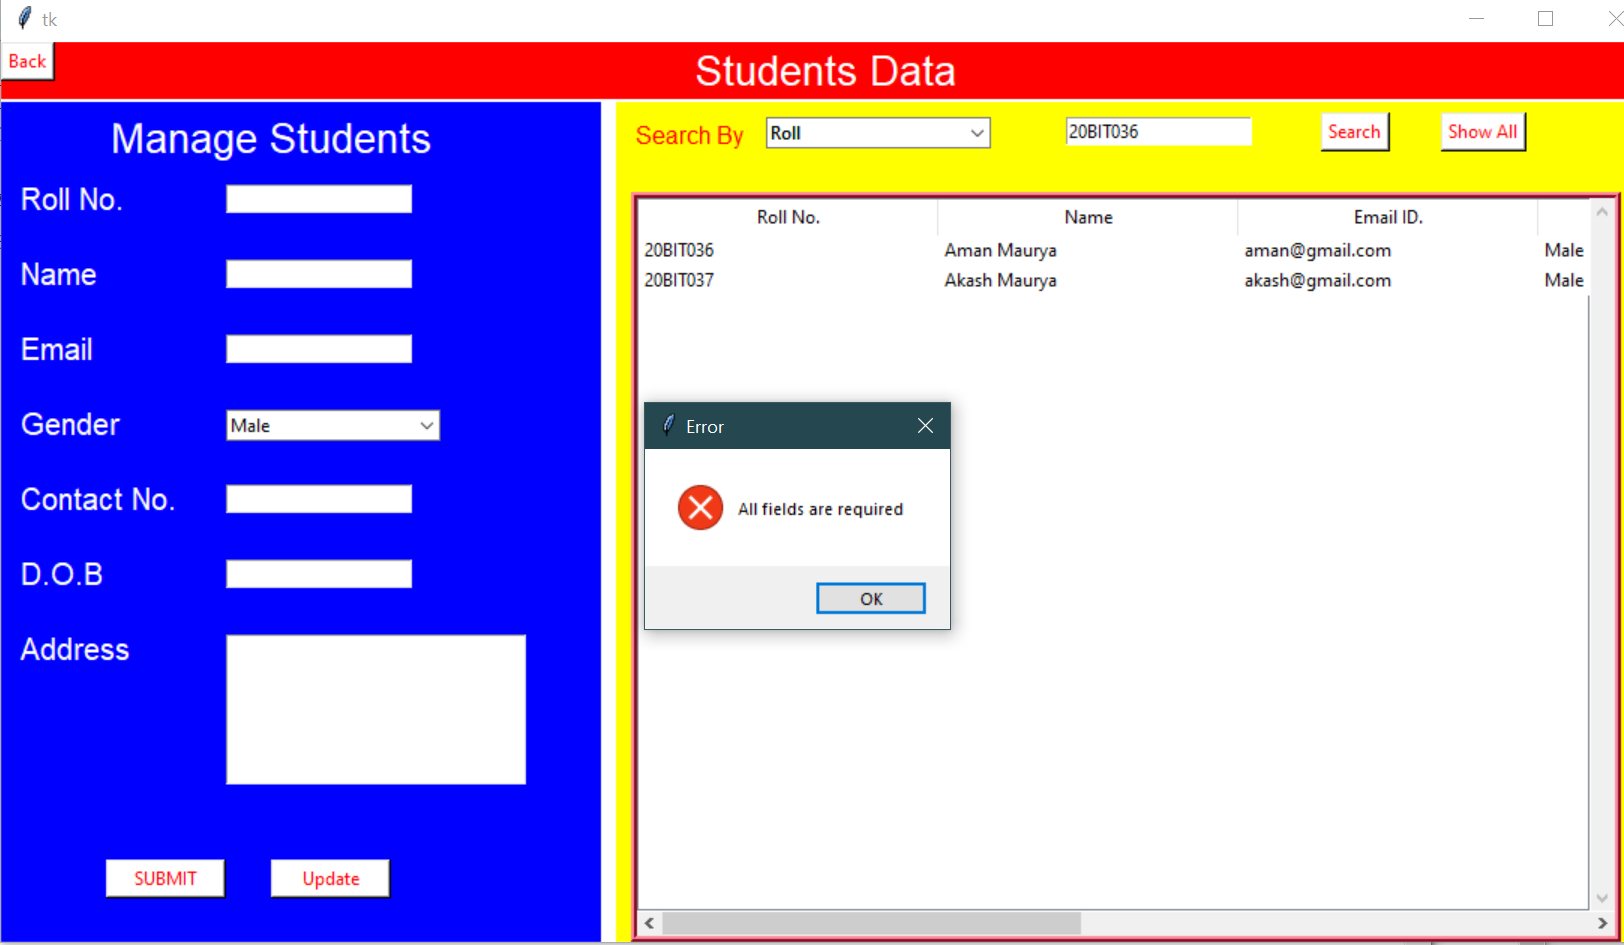 tk
Back
Students Data
Manage Students
Roll No.
Name
Email
Gender
Male
Contact No.
D.O.B
Address
SUBMIT
Update
Search By
Roll
20BIT036
Search
Show All
Roll No. Name Email ID.
20BIT036 Aman Maurya aman@gmail.com Male
20BIT037 Akash Maurya akash@gmail.com Male
Error
All fields are required
OK